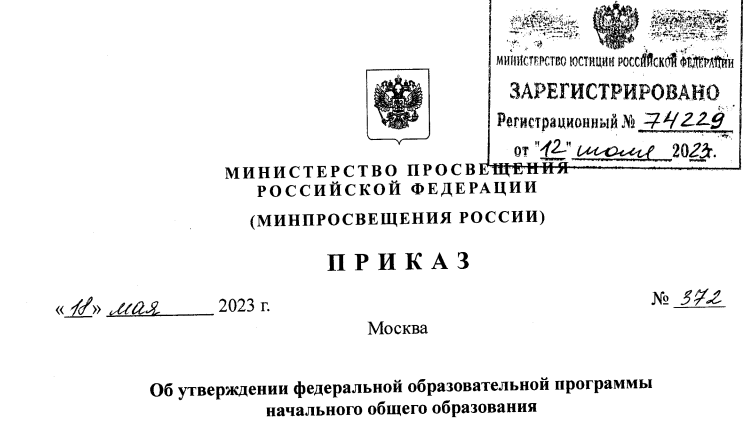 МИНИСТЕРСТВО ЮСТИЦИИ РОССИЙСКОЙ ФЕДЕРАЦИИ
ЗАРЕГИСТРИРОВАНО
Регистрационный № 74229
от "12" июля 2023г.
МИНИСТЕРСТВО ПРОСВЕЩЕНИЯ
РОССИЙСКОЙ ФЕДЕРАЦИИ
(МИНПРОСВЕЩЕНИЯ РОССИИ)
ПРИКАЗ
«18» мая 2023 г.
№ 372
Москва
Об утверждении федеральной образовательной программы
начального общего образования